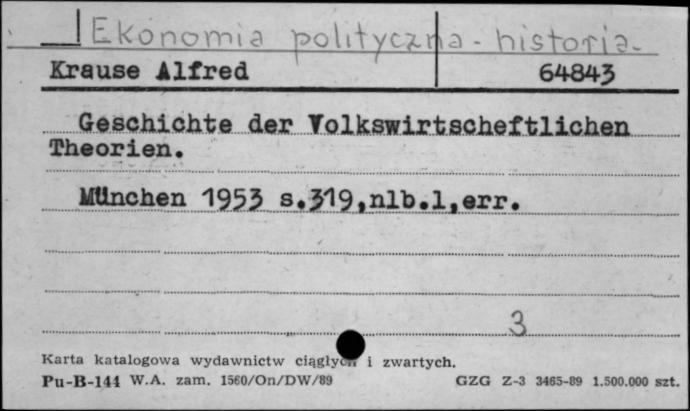 Ekonomia polityczna - historia.
Krause Alfred 64843
Geschichte der Volkswirtscheftlichen
Theorien.
München 1953 s.319,nlb.1,err.
3
Karta katalogowa wydawnictw ciągłych i zwartych.
Pu-B-144 W.A. zam. 1560/On/DW/89 GZG Z-3 3465-89 1.500.000 szt.